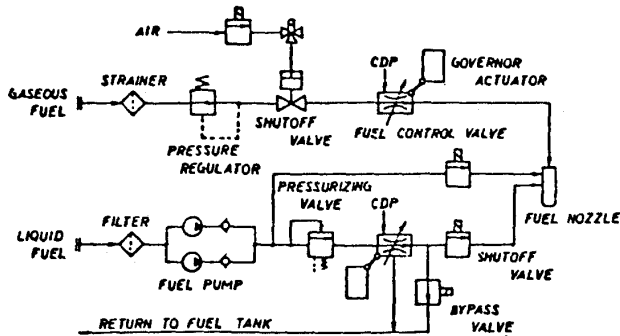 AIR
STRAINER
CDP
GOVERNOR
ACTUATOR
GASEOUS
FUEL
SHUTOFF
VALVE
FUEL CONTROL VALVE
PRESSURE
REGULATOR
PRESSURIZING
VALVE
CDP
FUEL NOZZLE
FILTER
LIQUID
FUEL
FUEL PUMP
SHUTOFF
VALVE
BYPASS
VALVE
RETURN TO FUEL TANK